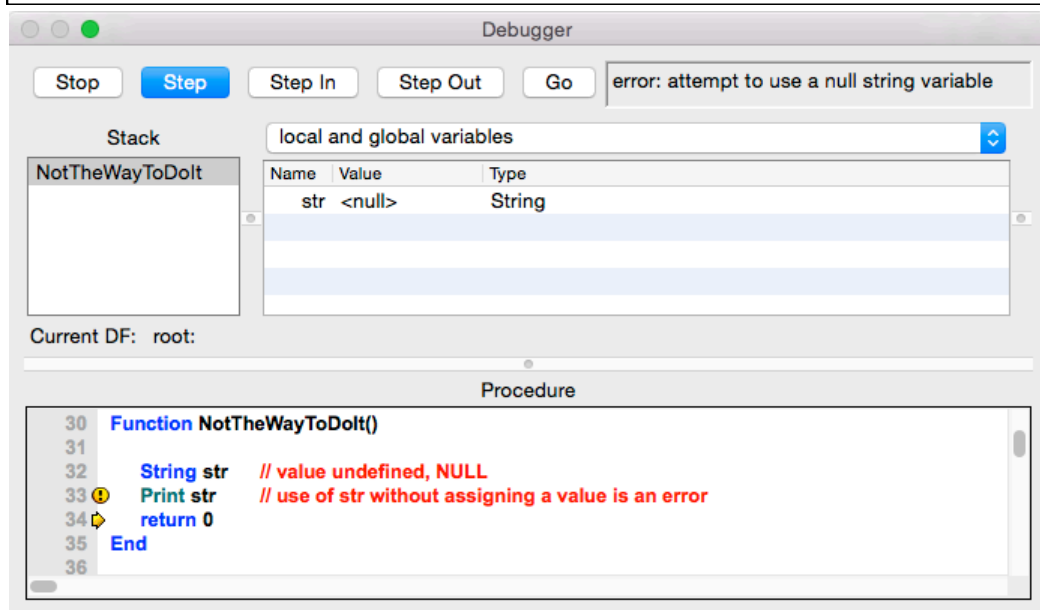 Debugger
Stop Step Step In Step Out Go error: attempt to use a null string variable
Stack local and global variables
NotTheWayToDoIt
Name Value Type
str <null> String
Current DF: root:
Procedure
30 Function NotTheWayToDoIt()
31
32 String str // value undefined, NULL
33 Print str // use of str without assigning a value is an error
34 return 0
35 End
36